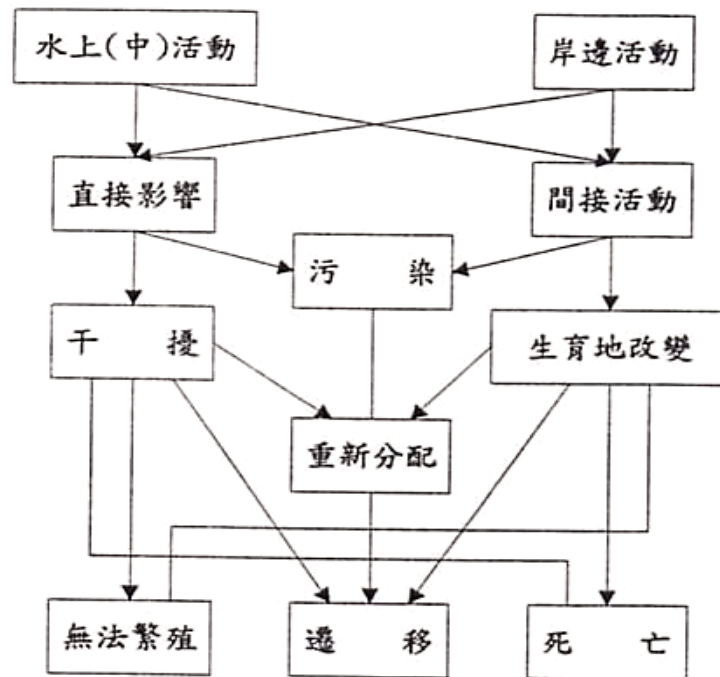 水上(中)活動
岸邊活動
直接影響
間接活動
污染
干擾
生育地改變
重新分配
無法繁殖
遷移
死亡